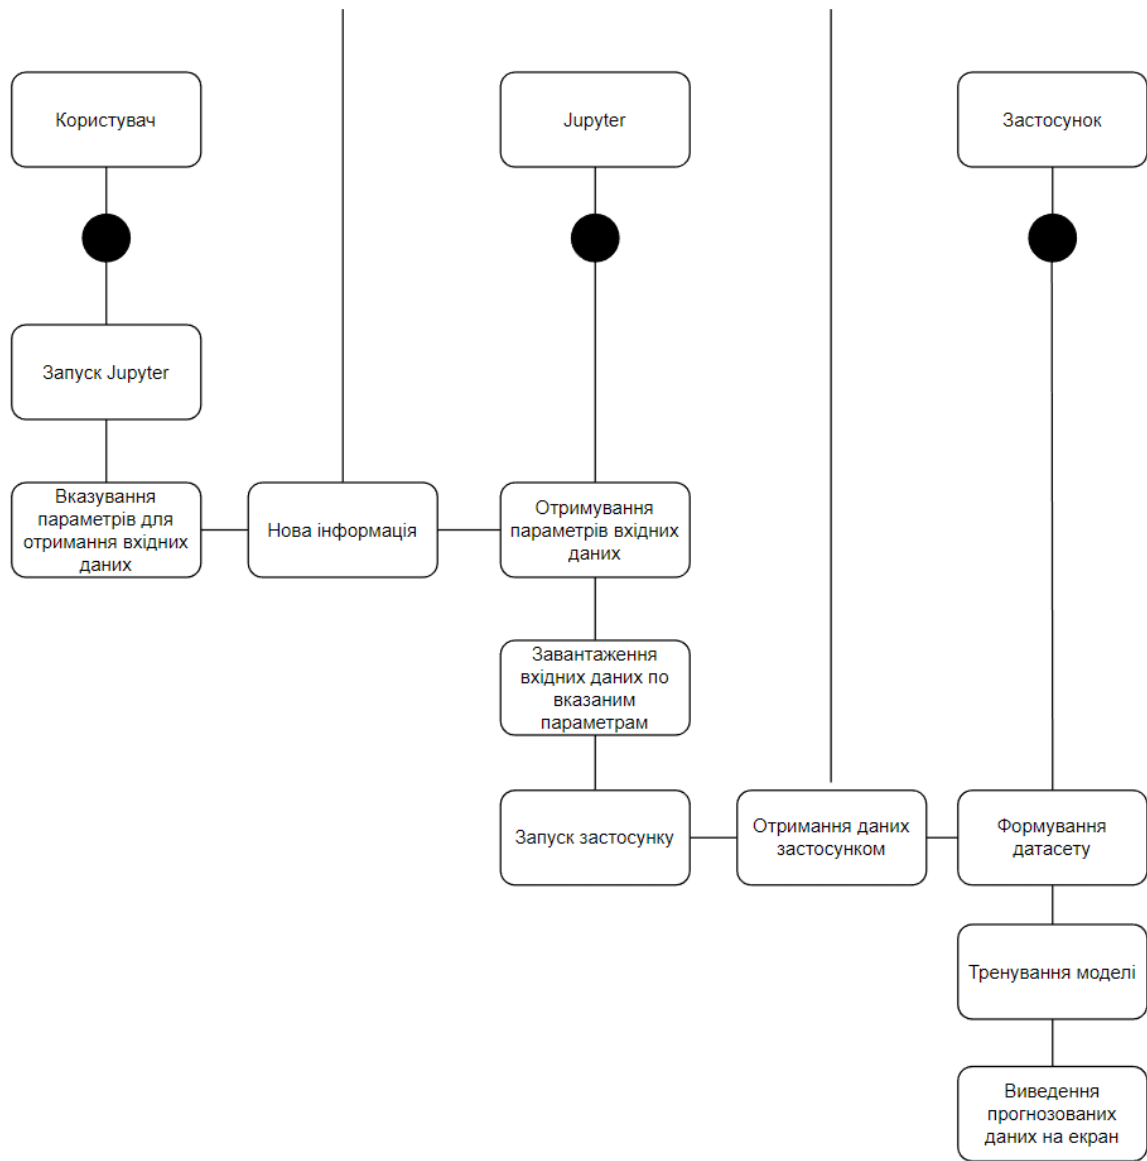 Користувач
Jupyter
Застосунок
Запуск Jupyter
Вказування
параметрів для
отримання вхідних
даних
Нова інформація
Отримування
параметрів вхідних
даних
Завантаження
вхідних даних по
вказаним
параметрам
Запуск застосунку
Отримання даних
застосунком
Формування
датасету
Тренування моделі
Виведення
прогнозованих
даних на екран